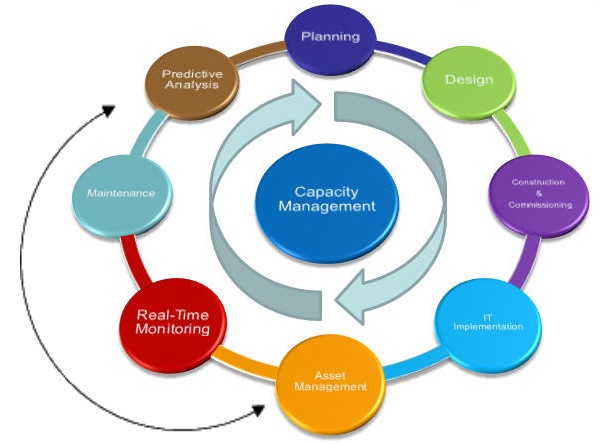 Planning
Design
Construction
&
Commissioning
IT
Implementation
Asset
Management
Real-Time
Monitoring
Maintenance
Predictive
Analysis
Capacity
Management